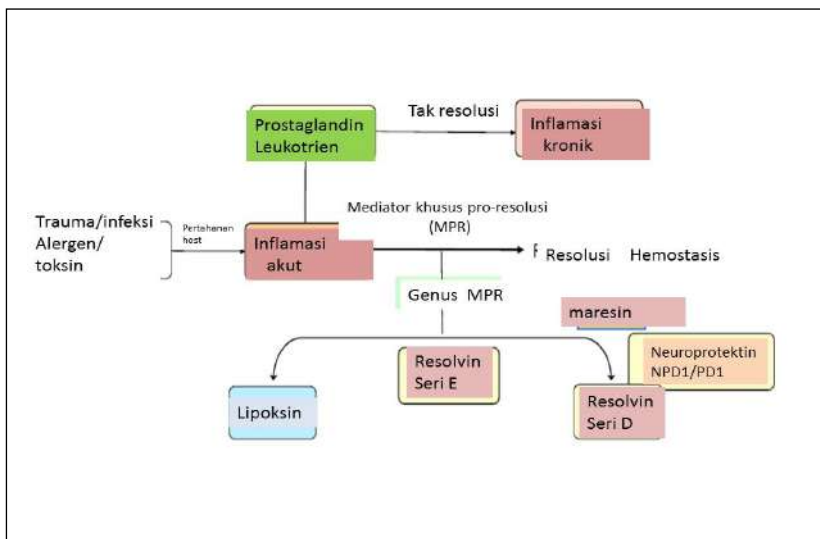 Tak resolusi
Prostaglandin
Leukotrien
Inflamasi
kronik
Mediator khusus pro-resolusi
(MPR)
Trauma/infeksi
Alergen/
toksin
Pertahanan
host
Inflamasi
akut
Resolusi Hemostasis
Genus MPR
maresin
Neuroprotektin
NPD1/PD1
Resolvin
Seri E
Lipoksin
Resolvin
Seri D